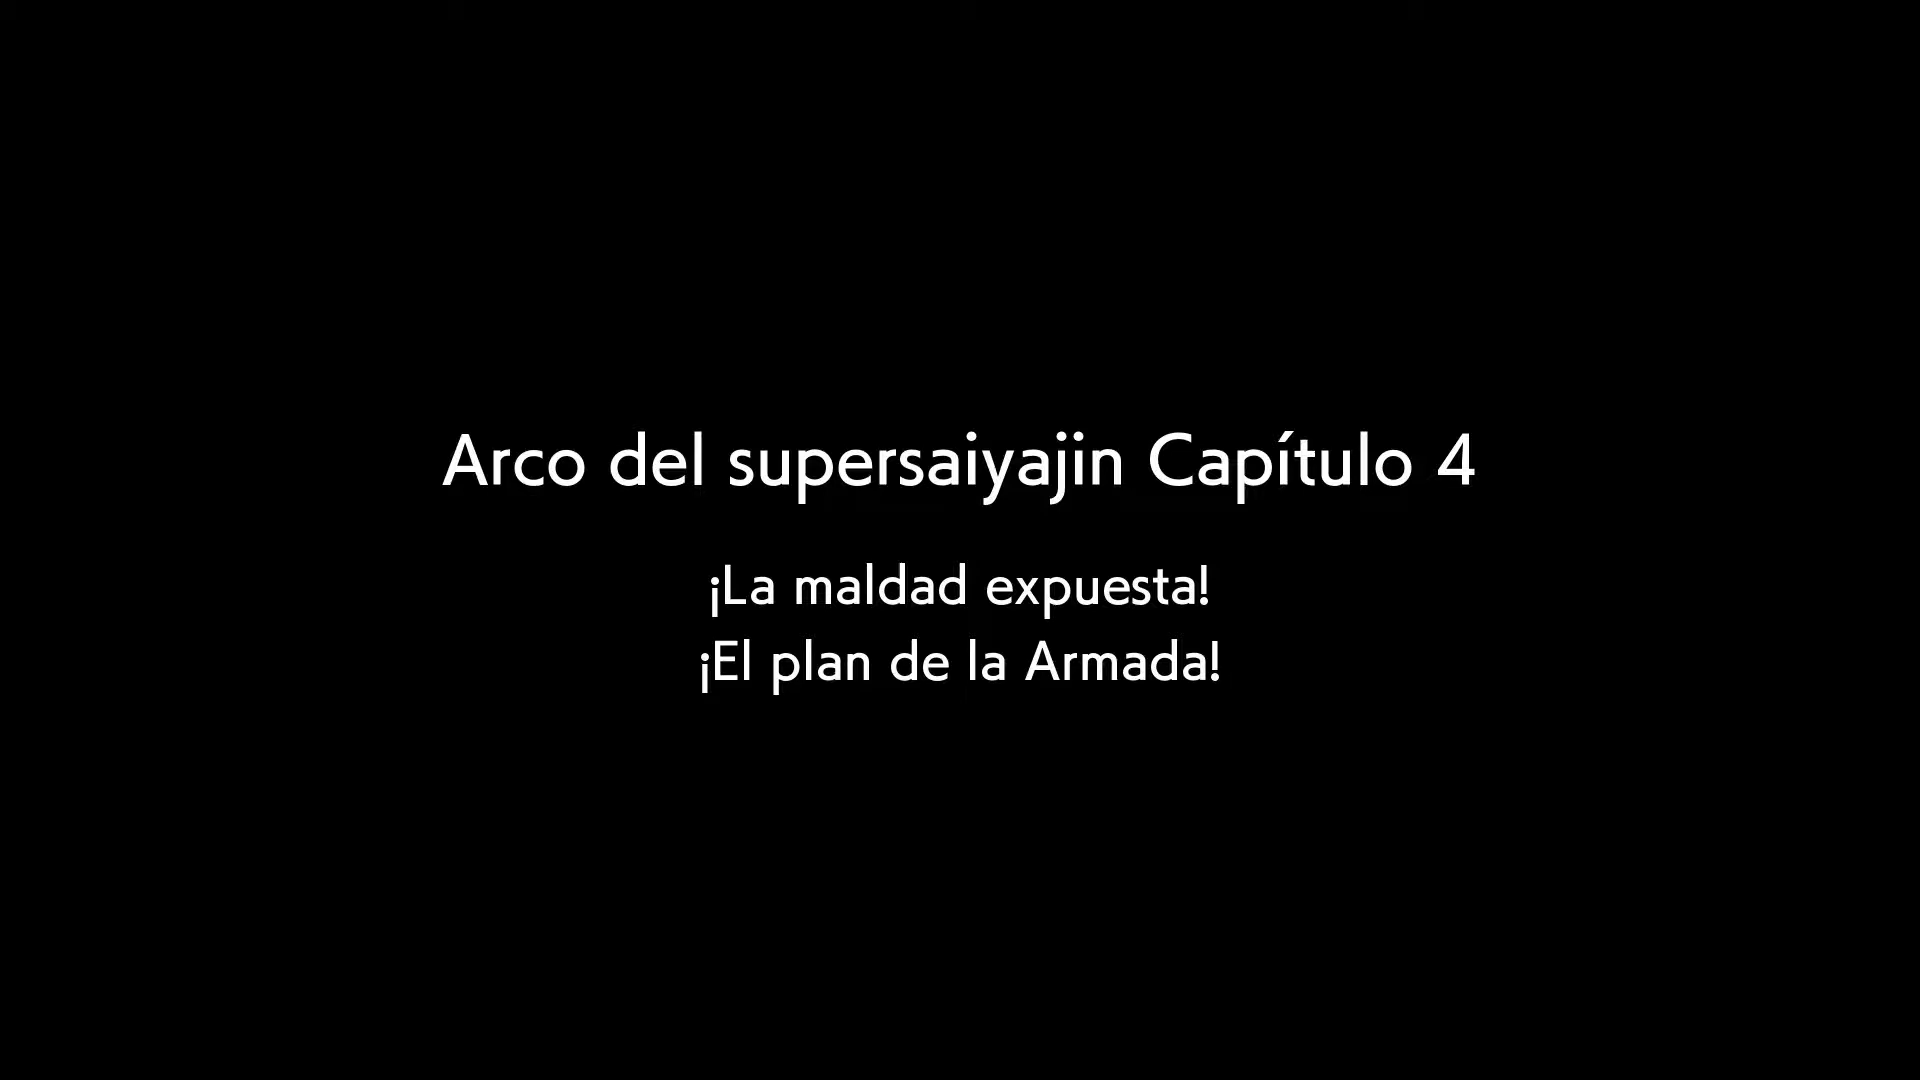 Arco del supersaiyajin Capítulo 4
¡La maldad expuesta!
¡El plan de la Armada!